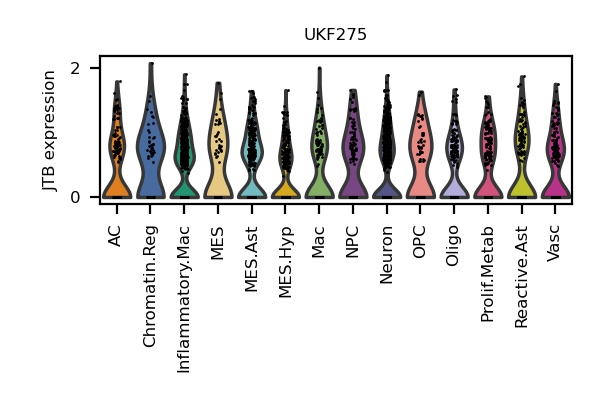 UKF275
JTB expression
2
0
AC
Chromatin.Reg
Inflammatory.Mac
MES
MES.Ast
MES.Hyp
Mac
NPC
Neuron
OPC
Oligo
Prolif.Metab
Reactive.Ast
Vasc